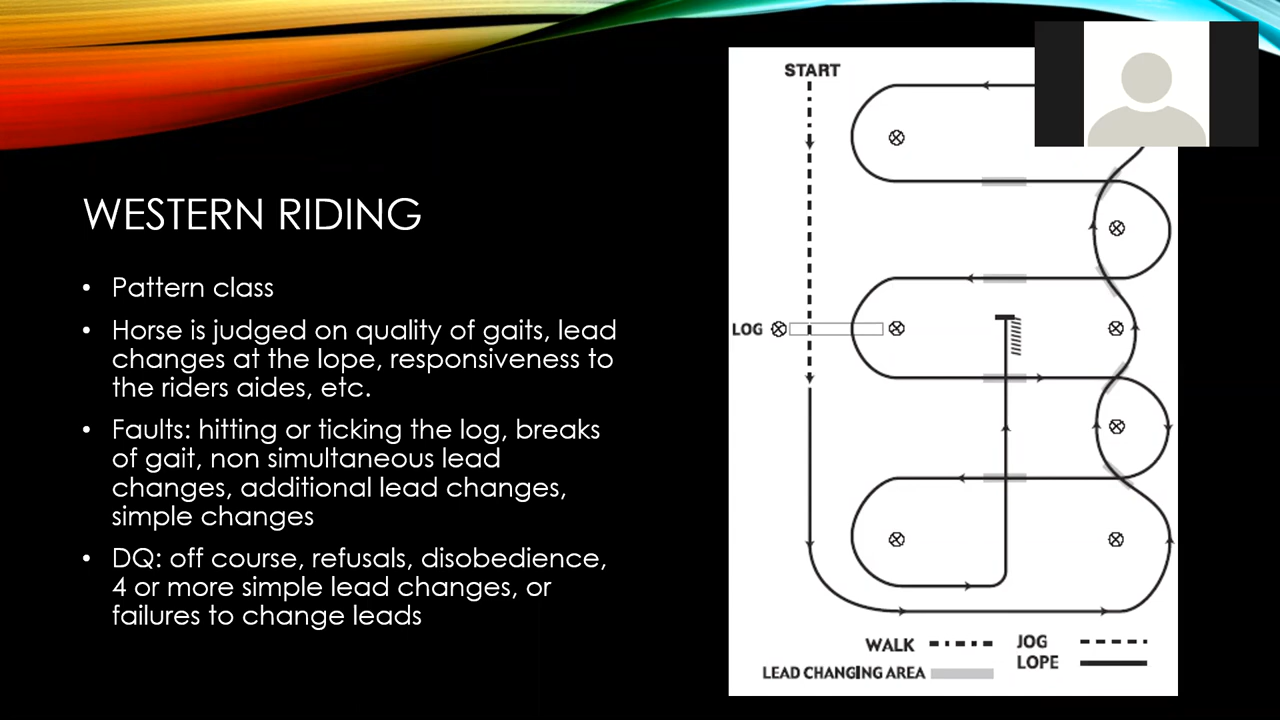 WESTERN RIDING
• Pattern class
• Horse is judged on quality of gaits, lead
changes at the lope, responsiveness to
the riders aides, etc.
• Faults: hitting or ticking the log, breaks
of gait, non simultaneous lead
changes, additional lead changes,
simple changes
• DQ: off course, refusals, disobedience,
4 or more simple lead changes, or
failures to change leads
START
LOG
WALK
JOG
LOPE
LEAD CHANGING AREA